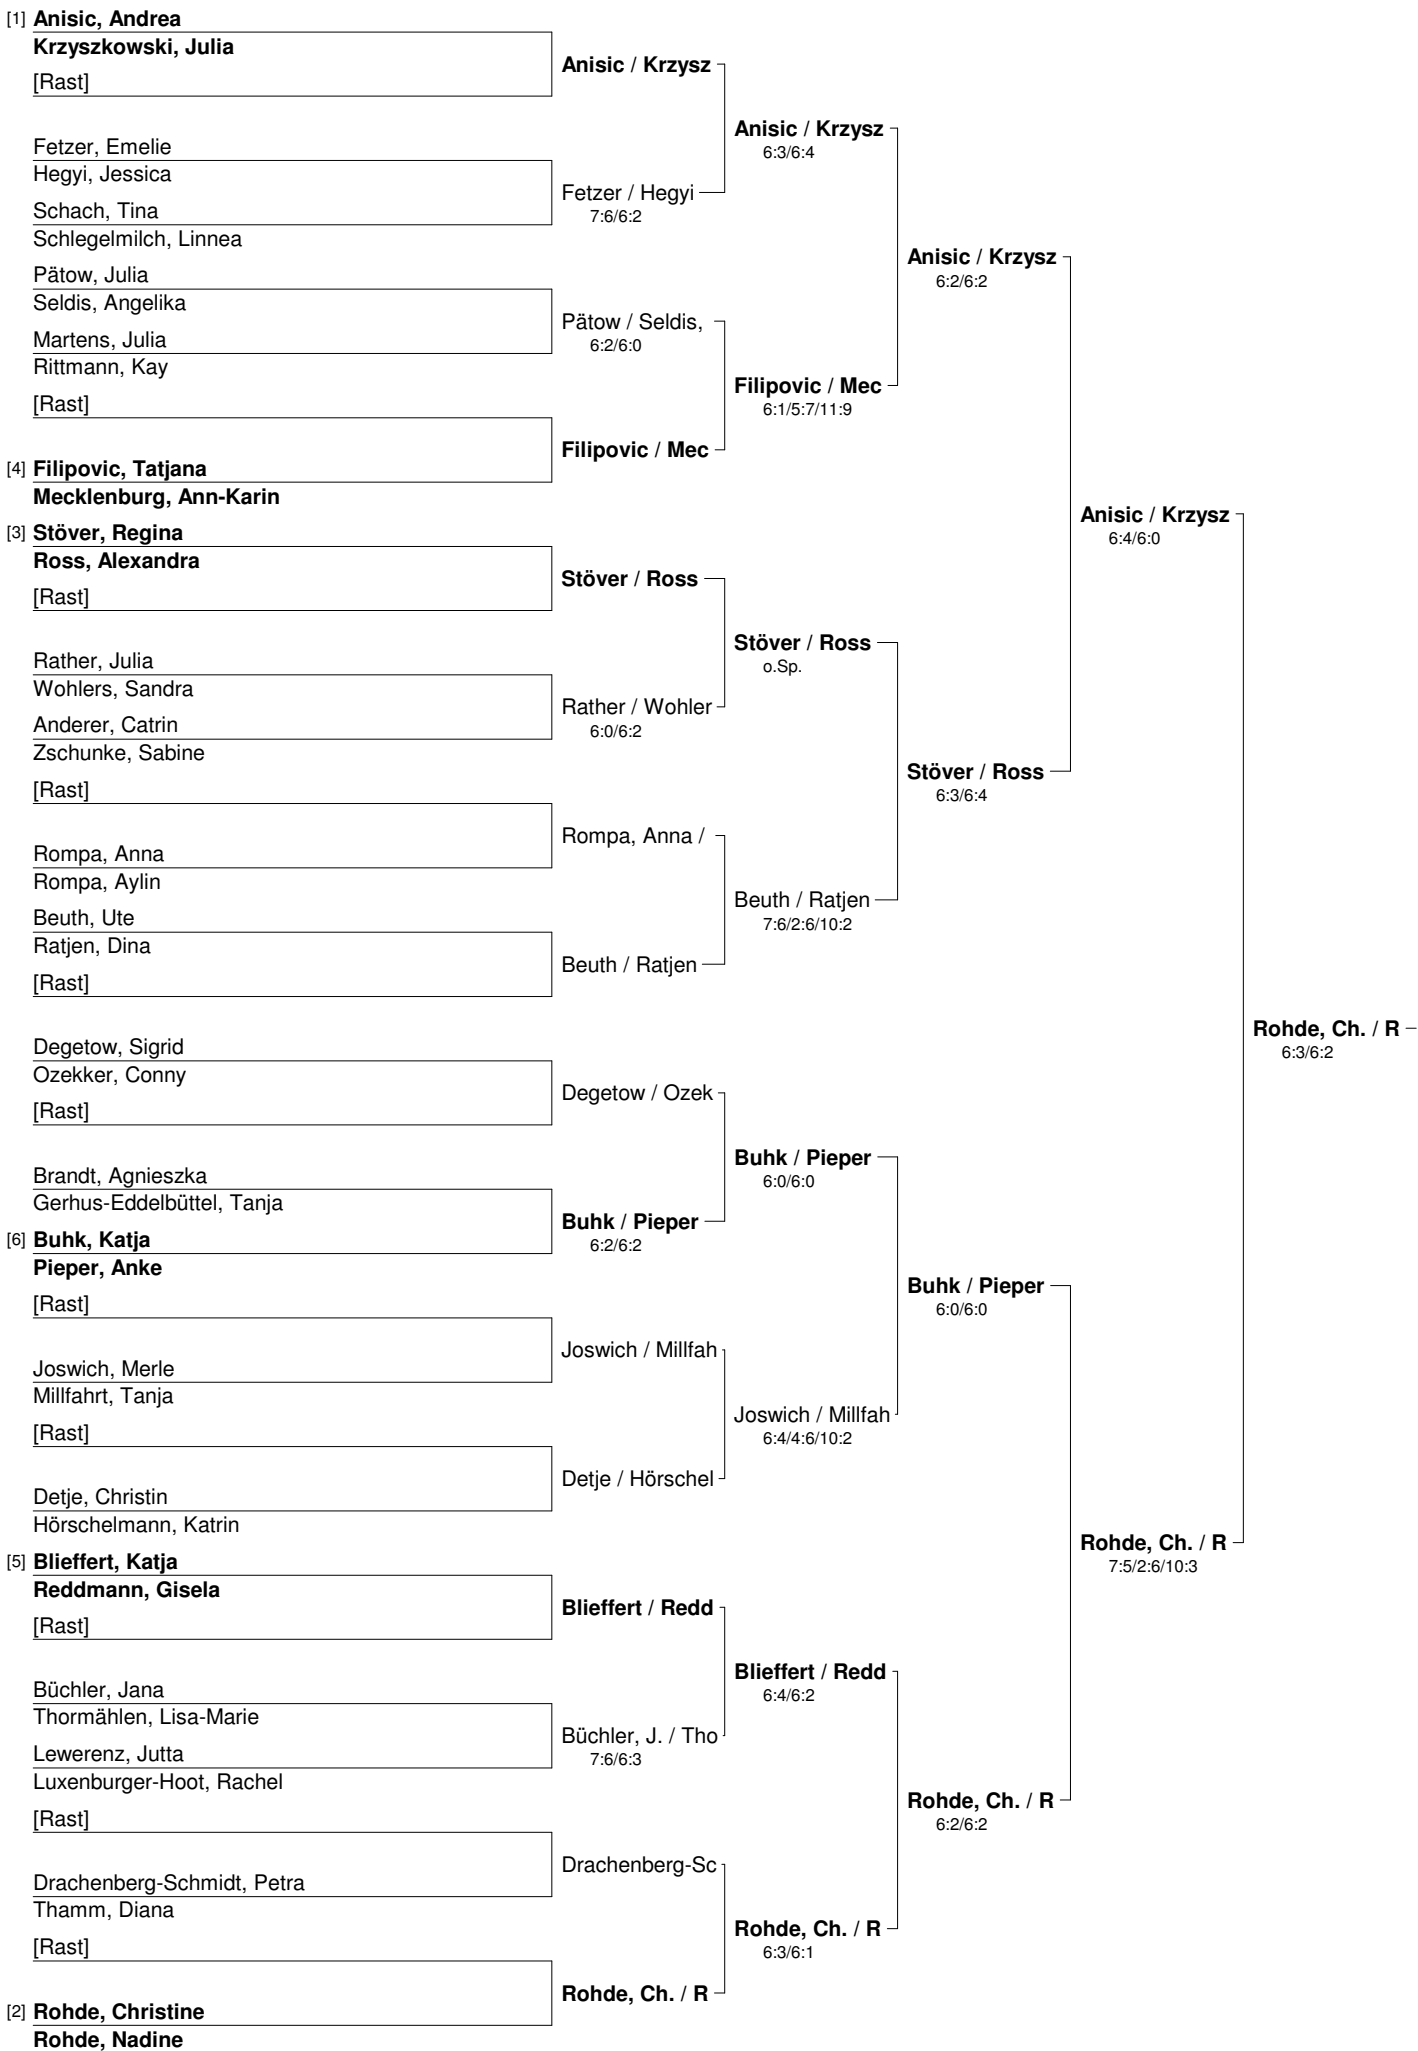 [1] Anisic, Andrea
Krzyszkowski, Julia
[Rast]
Fetzer, Emelie
Hegyi, Jessica
Schach, Tina
Schlegelmilch, Linnea
Pätow, Julia
Seldis, Angelika
Martens, Julia
Rittmann, Kay
[Rast]
[4] Filipovic, Tatjana
Mecklenburg, Ann-Karin
[3] Stöver, Regina
Ross, Alexandra
[Rast]
Rather, Julia
Wohlers, Sandra
Anderer, Catrin
Zschunke, Sabine
[Rast]
Rompa, Anna
Rompa, Aylin
Beuth, Ute
Ratjen, Dina
[Rast]
Degetow, Sigrid
Ozekker, Conny
[Rast]
Brandt, Agnieszka
Gerhus-Eddelbüttel, Tanja
[6] Buhk, Katja
Pieper, Anke
[Rast]
Joswich, Merle
Millfahrt, Tanja
[Rast]
Detje, Christin
Hörschelmann, Katrin
[5] Blieffert, Katja
Reddmann, Gisela
[Rast]
Büchler, Jana
Thormählen, Lisa-Marie
Lewerenz, Jutta
Luxenburger-Hoot, Rachel
[Rast]
Drachenberg-Schmidt, Petra
Thamm, Diana
[Rast]
[2] Rohde, Christine
Rohde, Nadine
Anisic / Krzysz
Fetzer / Hegyi
7:6/6:2
Pätow / Seldis,
6:2/6:0
Filipovic / Mec
Stöver / Ross
Rather / Wohler
6:0/6:2
Rompa, Anna /
Beuth / Ratjen
Degetow / Ozek
Buhk / Pieper
6:2/6:2
Joswich / Millfah
Detje / Hörschel
Blieffert / Redd
Büchler, J. / Tho
7:6/6:3
Drachenberg-Sc
Rohde, Ch. / R
Anisic / Krzysz
6:3/6:4
Filipovic / Mec
6:1/5:7/11:9
Stöver / Ross
o.Sp.
Beuth / Ratjen
7:6/2:6/10:2
Buhk / Pieper
6:0/6:0
Joswich / Millfah
6:4/4:6/10:2
Blieffert / Redd
6:4/6:2
Rohde, Ch. / R
6:3/6:1
Anisic / Krzysz
6:2/6:2
Stöver / Ross
6:3/6:4
Buhk / Pieper
6:0/6:0
Rohde, Ch. / R
6:2/6:2
Anisic / Krzysz
6:4/6:0
Rohde, Ch. / R
7:5/2:6/10:3
Rohde, Ch. / R
6:3/6:2